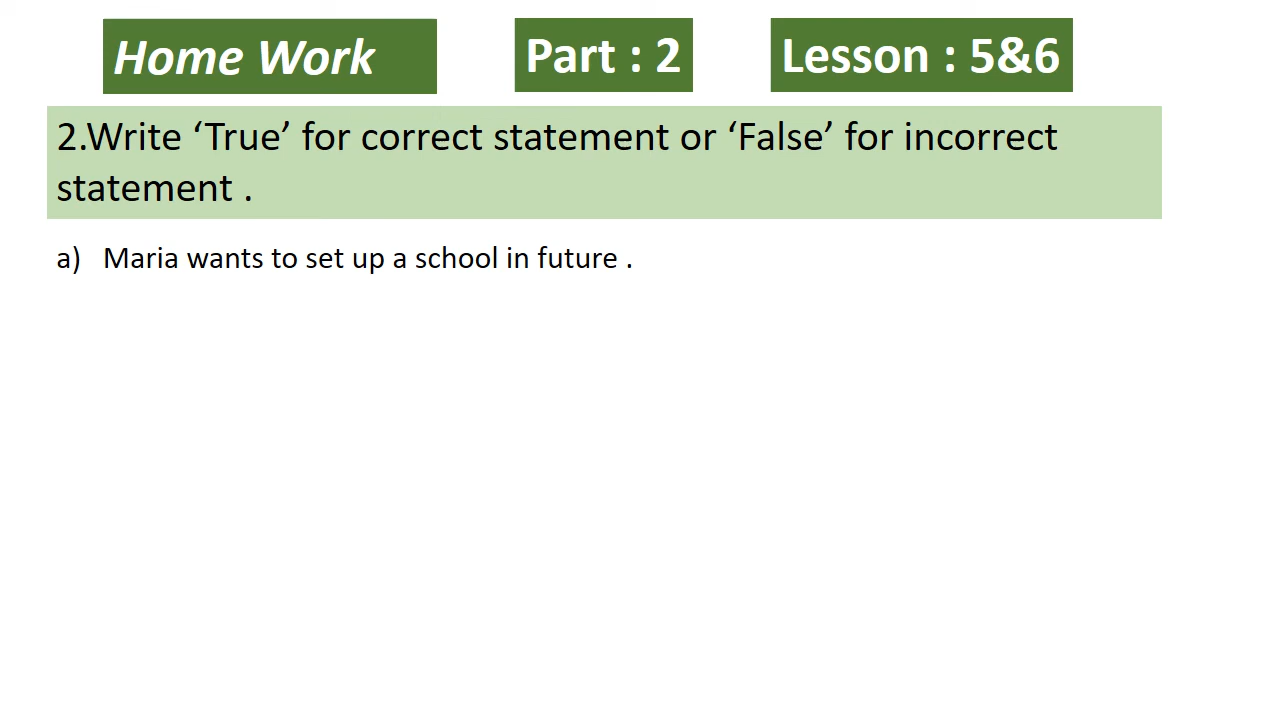 Home Work
Part : 2
Lesson : 5&6
2.Write ‘True’ for correct statement or ‘False’ for incorrect
statement .
a) Maria wants to set up a school in future .